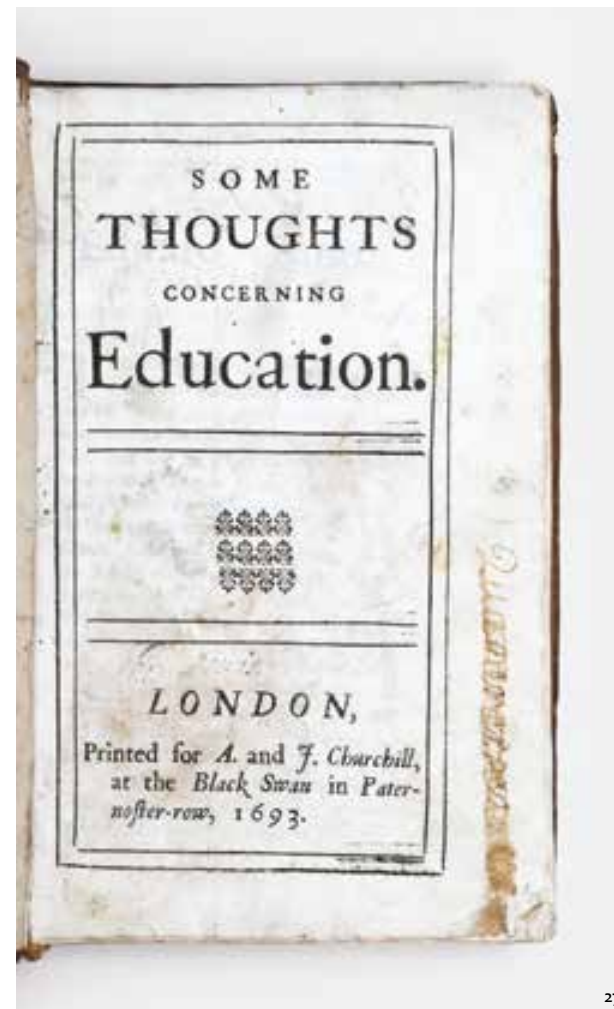 SOME
THOUGHTS
CONCERNING
Education.
LONDON,
Printed for A. and J. Churchill,
at the Black Swan in Pater-
noſter-row, 1693.